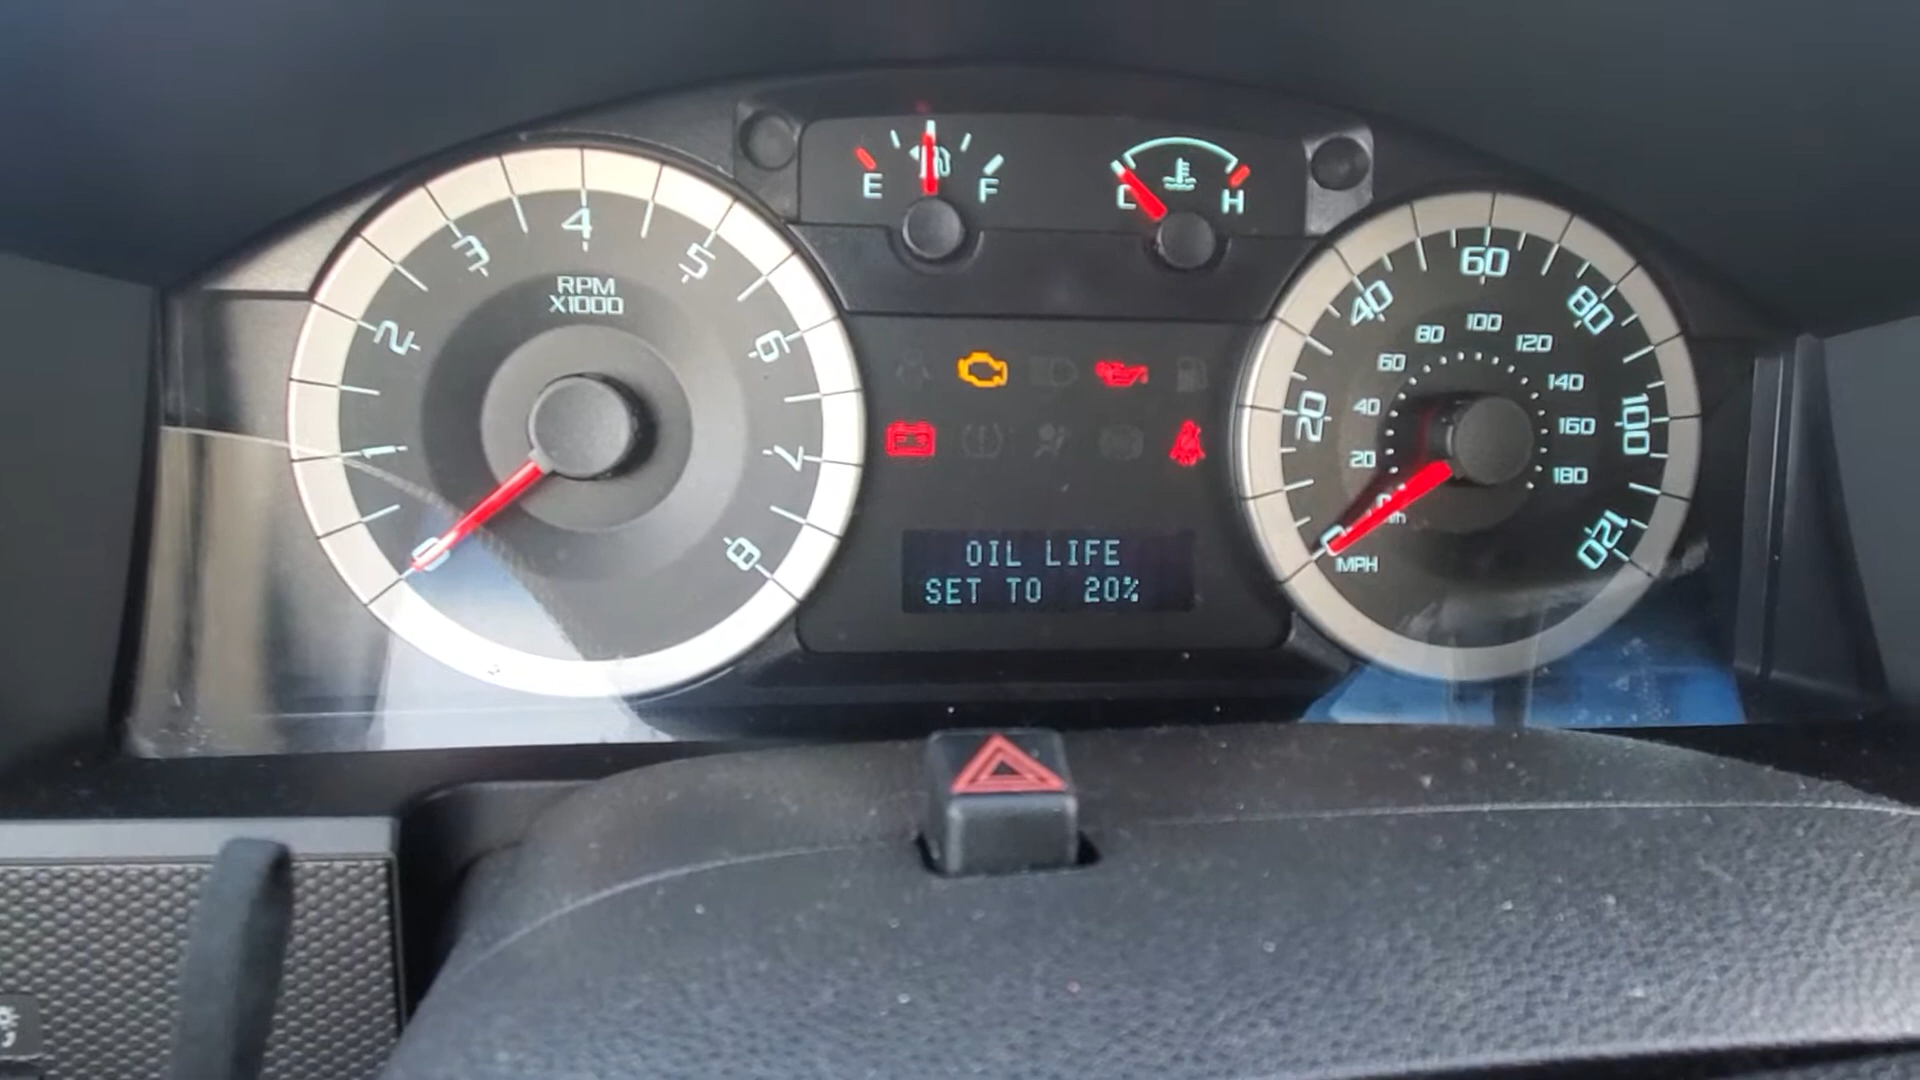 E F
C H
0 1 2 3 4 5 6 7 8
RPM
X1000
0 20 40 60 80 100 120
MPH
20 40 60 80 100 120 140 160 180
OIL LIFE
SET TO 20%